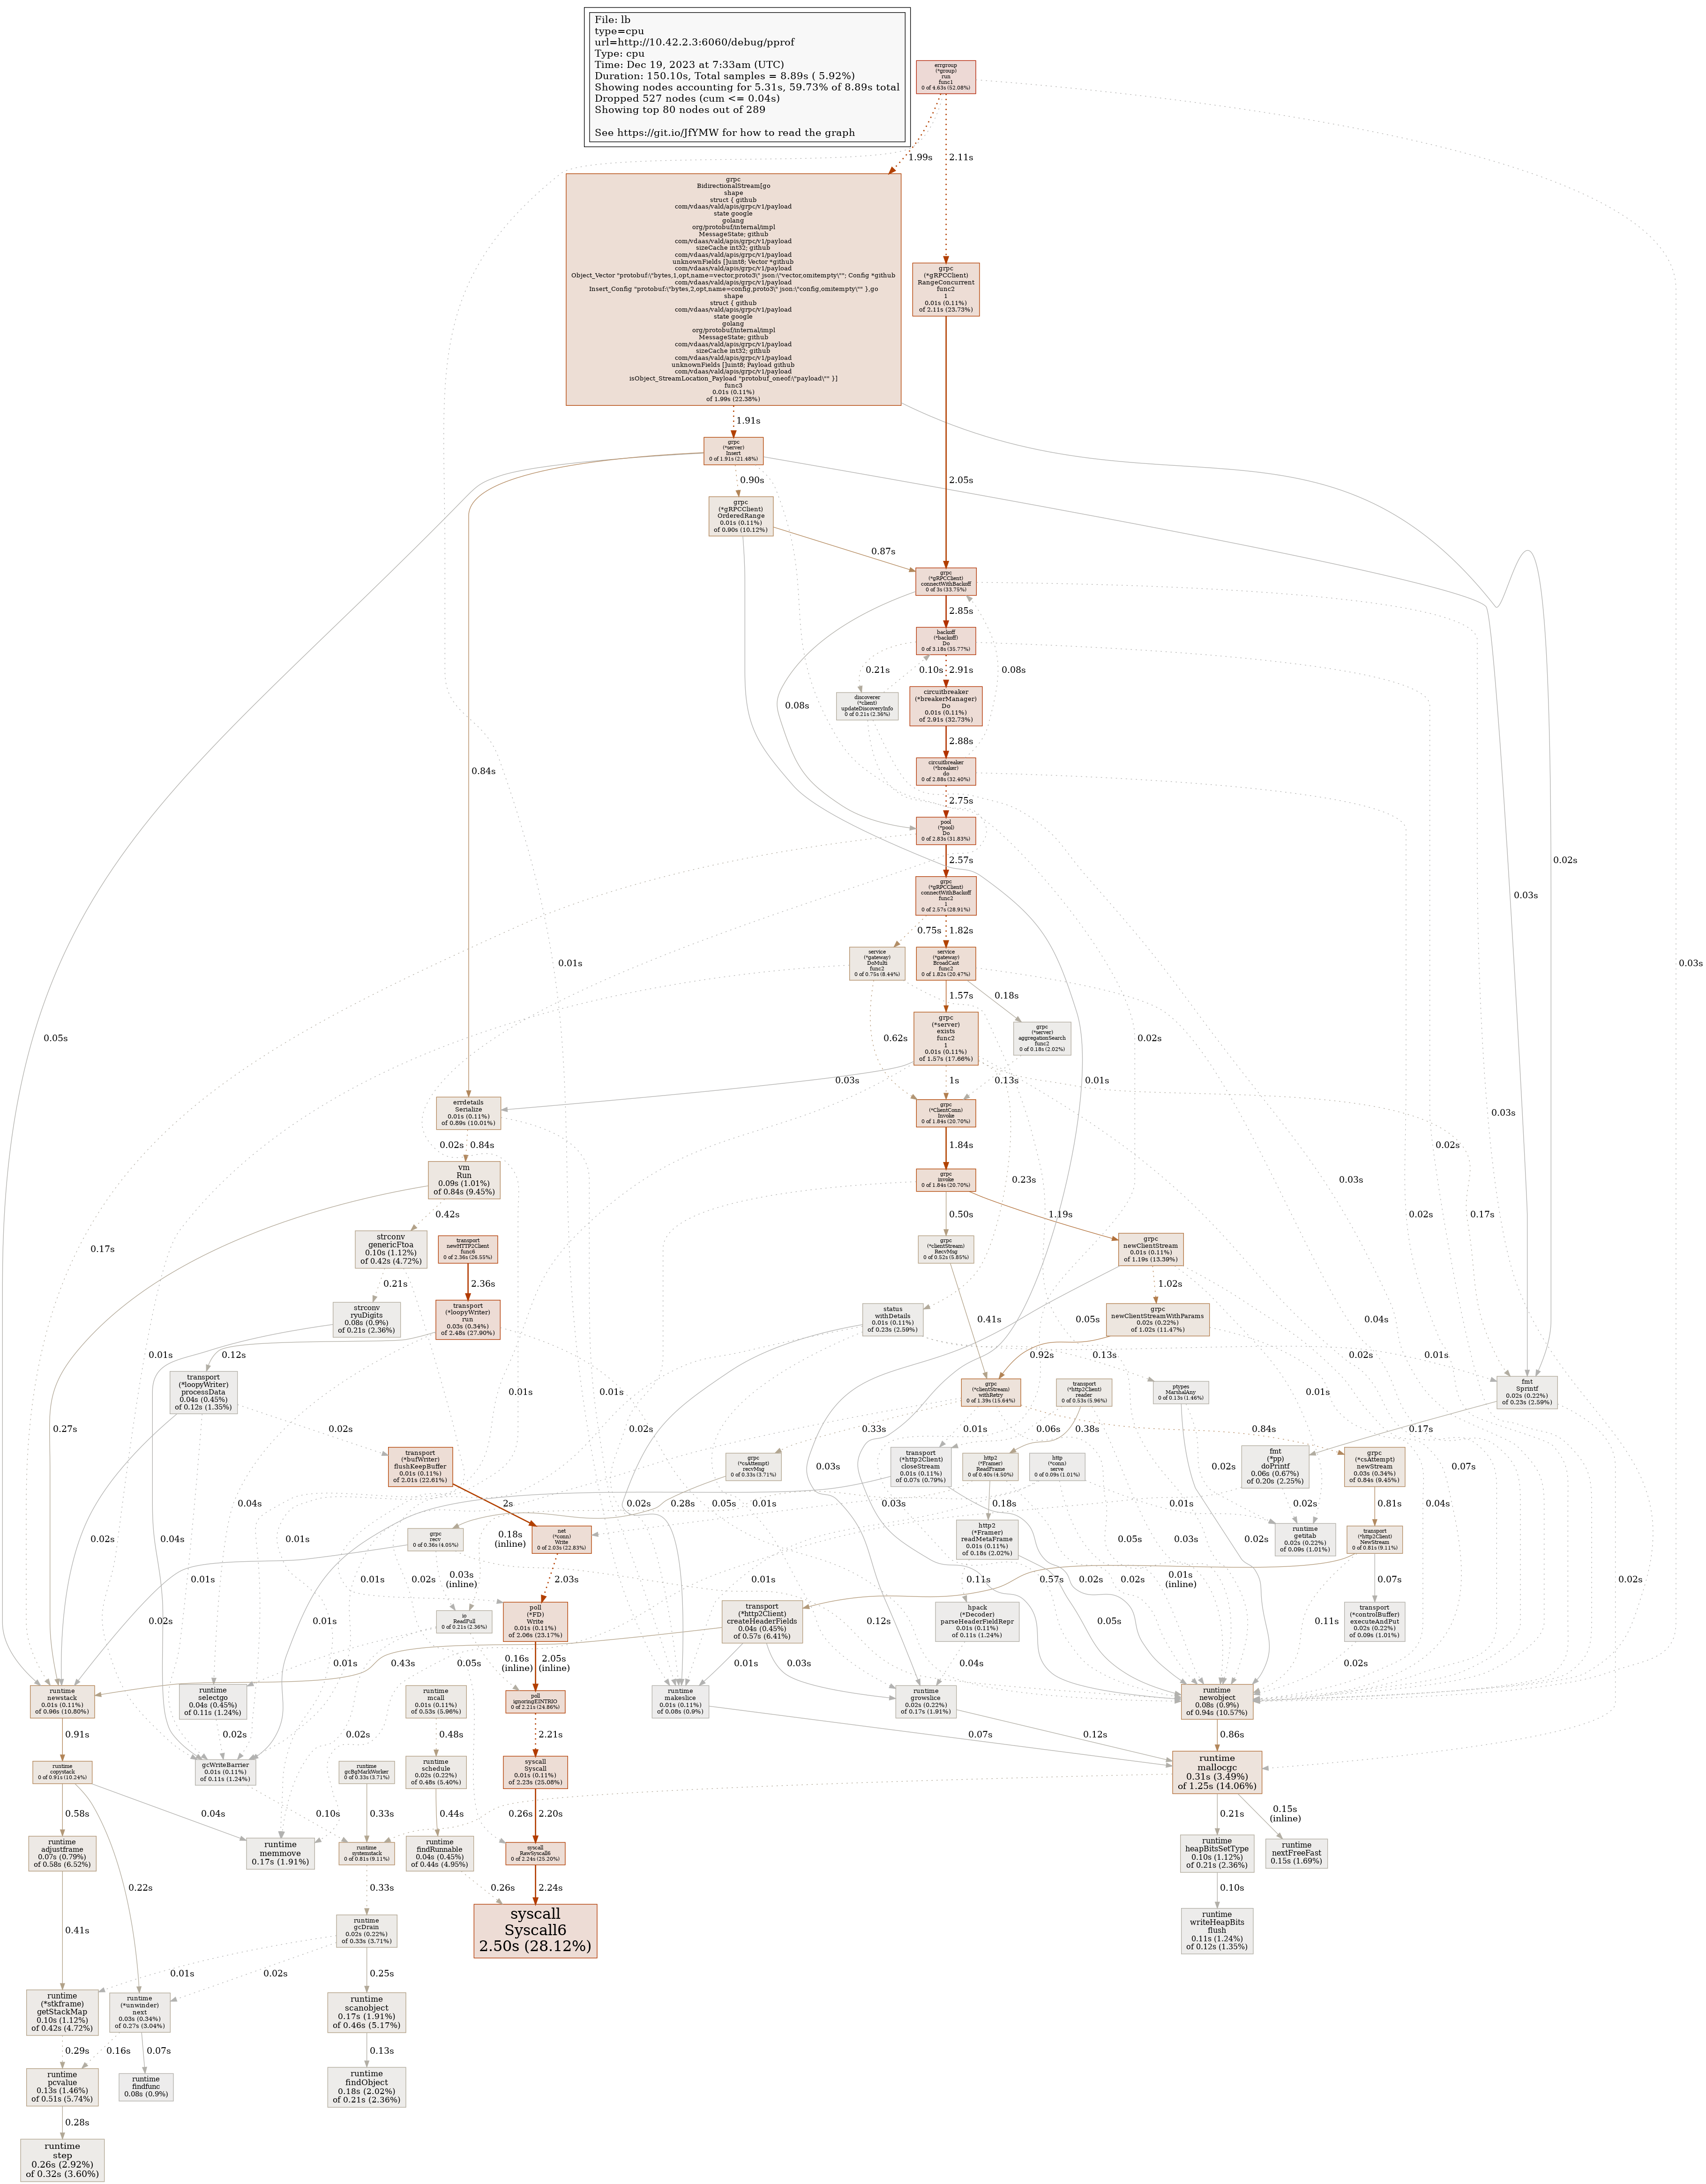 File: lb
type=cpu
url=http://10.42.2.3:6060/debug/pprof
Type: cpu
Time: Dec 19, 2023 at 7:33am (UTC)
Duration: 150.10s, Total samples = 8.89s ( 5.92%)
Showing nodes accounting for 5.31s, 59.73% of 8.89s total
Dropped 527 nodes (cum <= 0.04s)
Showing top 80 nodes out of 289
See https://git.io/JfYMW for how to read the graph
errgroup
(*group)
run
func1
0 of 4.63s (52.08%)
1.99s
2.11s
grpc
BidirectionalStream[go
shape
struct { github
com/vdaas/vald/apis/grpc/v1/payload
state google
golang
org/protobuf/internal/impl
MessageState; github
com/vdaas/vald/apis/grpc/v1/payload
sizeCache int32; github
com/vdaas/vald/apis/grpc/v1/payload
unknownFields []uint8; Vector *github
com/vdaas/vald/apis/grpc/v1/payload
Object_Vector "protobuf:\"bytes,1,opt,name=vector,proto3\" json:\"vector,omitempty\""; Config *github
com/vdaas/vald/apis/grpc/v1/payload
Insert_Config "protobuf:\"bytes,2,opt,name=config,proto3\" json:\"config,omitempty\"" },go
shape
struct { github
com/vdaas/vald/apis/grpc/v1/payload
state google
golang
org/protobuf/internal/impl
MessageState; github
com/vdaas/vald/apis/grpc/v1/payload
sizeCache int32; github
com/vdaas/vald/apis/grpc/v1/payload
unknownFields []uint8; Payload github
com/vdaas/vald/apis/grpc/v1/payload
isObject_StreamLocation_Payload "protobuf_oneof:\"payload\"" }]
func3
0.01s (0.11%)
of 1.99s (22.38%)
grpc
(*gRPCClient)
RangeConcurrent
func2
1
0.01s (0.11%)
of 2.11s (23.73%)
1.91s
grpc
(*server)
Insert
0 of 1.91s (21.48%)
0.90s
2.05s
grpc
(*gRPCClient)
OrderedRange
0.01s (0.11%)
of 0.90s (10.12%)
0.87s
grpc
(*gRPCClient)
connectWithBackoff
0 of 3s (33.75%)
2.85s
backoff
(*backoff)
Do
0 of 3.18s (35.77%)
0.21s
0.10s
2.91s
0.08s
discoverer
(*client)
updateDiscoveryInfo
0 of 0.21s (2.36%)
circuitbreaker
(*breakerManager)
Do
0.01s (0.11%)
of 2.91s (32.73%)
0.08s
2.88s
0.84s
circuitbreaker
(*breaker)
do
0 of 2.88s (32.40%)
2.75s
pool
(*pool)
Do
0 of 2.83s (31.83%)
2.57s
0.02s
0.03s
grpc
(*gRPCClient)
connectWithBackoff
func2
1
0 of 2.57s (28.91%)
0.75s
1.82s
0.01s
0.03s
service
(*gateway)
DoMulti
func2
0 of 0.75s (8.44%)
service
(*gateway)
BroadCast
func2
0 of 1.82s (20.47%)
1.57s
0.18s
grpc
(*server)
exists
func2
1
0.01s (0.11%)
of 1.57s (17.66%)
grpc
(*server)
aggregationSearch
func2
0 of 0.18s (2.02%)
0.05s
0.62s
0.02s
0.03s
1s
0.13s
0.01s
0.03s
errdetails
Serialize
0.01s (0.11%)
of 0.89s (10.01%)
grpc
(*ClientConn)
Invoke
0 of 1.84s (20.70%)
0.02s
0.84s
1.84s
0.02s
vm
Run
0.09s (1.01%)
of 0.84s (9.45%)
grpc
invoke
0 of 1.84s (20.70%)
0.23s
0.03s
0.42s
0.50s
1.19s
0.02s
0.17s
0.17s
strconv
genericFtoa
0.10s (1.12%)
of 0.42s (4.72%)
transport
newHTTP2Client
func6
0 of 2.36s (26.55%)
grpc
(*clientStream)
RecvMsg
0 of 0.52s (5.85%)
grpc
newClientStream
0.01s (0.11%)
of 1.19s (13.39%)
0.21s
2.36s
1.02s
strconv
ryuDigits
0.08s (0.9%)
of 0.21s (2.36%)
transport
(*loopyWriter)
run
0.03s (0.34%)
of 2.48s (27.90%)
status
withDetails
0.01s (0.11%)
of 0.23s (2.59%)
0.41s
0.05s
grpc
newClientStreamWithParams
0.02s (0.22%)
of 1.02s (11.47%)
0.04s
0.01s
0.12s
0.92s
0.13s
0.02s
0.01s
transport
(*loopyWriter)
processData
0.04s (0.45%)
of 0.12s (1.35%)
0.01s
0.01s
grpc
(*clientStream)
withRetry
0 of 1.39s (15.64%)
transport
(*http2Client)
reader
0 of 0.53s (5.96%)
ptypes
MarshalAny
0 of 0.13s (1.46%)
0.01s
fmt
Sprintf
0.02s (0.22%)
of 0.23s (2.59%)
0.27s
0.02s
0.02s
0.33s
0.01s
0.06s
0.38s
0.84s
0.17s
transport
(*bufWriter)
flushKeepBuffer
0.01s (0.11%)
of 2.01s (22.61%)
grpc
(*csAttempt)
recvMsg
0 of 0.33s (3.71%)
transport
(*http2Client)
closeStream
0.01s (0.11%)
of 0.07s (0.79%)
http2
(*Framer)
ReadFrame
0 of 0.40s (4.50%)
http
(*conn)
serve
0 of 0.09s (1.01%)
0.02s
fmt
(*pp)
doPrintf
0.06s (0.67%)
of 0.20s (2.25%)
grpc
(*csAttempt)
newStream
0.03s (0.34%)
of 0.84s (9.45%)
0.07s
0.04s
2s
0.02s
0.28s
0.05s
0.01s
0.03s
0.03s
0.18s
0.01s
0.02s
0.81s
0.02s
0.04s
0.01s
0.18s
(inline)
grpc
recv
0 of 0.36s (4.05%)
net
(*conn)
Write
0 of 2.03s (22.83%)
http2
(*Framer)
readMetaFrame
0.01s (0.11%)
of 0.18s (2.02%)
0.05s
0.03s
0.02s
runtime
getitab
0.02s (0.22%)
of 0.09s (1.01%)
transport
(*http2Client)
NewStream
0 of 0.81s (9.11%)
0.04s
0.01s
0.01s
0.02s
0.03s
(inline)
2.03s
0.01s
0.11s
0.57s
0.02s
0.02s
0.01s
(inline)
0.07s
0.02s
0.02s
0.01s
io
ReadFull
0 of 0.21s (2.36%)
poll
(*FD)
Write
0.01s (0.11%)
of 2.06s (23.17%)
transport
(*http2Client)
createHeaderFields
0.04s (0.45%)
of 0.57s (6.41%)
0.12s
hpack
(*Decoder)
parseHeaderFieldRepr
0.01s (0.11%)
of 0.11s (1.24%)
0.05s
0.11s
transport
(*controlBuffer)
executeAndPut
0.02s (0.22%)
of 0.09s (1.01%)
0.01s
0.43s
0.05s
0.16s
(inline)
2.05s
(inline)
0.01s
0.03s
0.04s
0.02s
runtime
newstack
0.01s (0.11%)
of 0.96s (10.80%)
runtime
selectgo
0.04s (0.45%)
of 0.11s (1.24%)
runtime
mcall
0.01s (0.11%)
of 0.53s (5.96%)
poll
ignoringEINTRIO
0 of 2.21s (24.86%)
runtime
makeslice
0.01s (0.11%)
of 0.08s (0.9%)
runtime
growslice
0.02s (0.22%)
of 0.17s (1.91%)
runtime
newobject
0.08s (0.9%)
of 0.94s (10.57%)
0.91s
0.02s
0.02s
0.48s
2.21s
0.07s
0.12s
0.86s
runtime
copystack
0 of 0.91s (10.24%)
gcWriteBarrier
0.01s (0.11%)
of 0.11s (1.24%)
runtime
gcBgMarkWorker
0 of 0.33s (3.71%)
runtime
schedule
0.02s (0.22%)
of 0.48s (5.40%)
syscall
Syscall
0.01s (0.11%)
of 2.23s (25.08%)
runtime
mallocgc
0.31s (3.49%)
of 1.25s (14.06%)
0.58s
0.04s
0.10s
0.33s
0.44s
0.26s
2.20s
0.21s
0.15s
(inline)
runtime
adjustframe
0.07s (0.79%)
of 0.58s (6.52%)
runtime
memmove
0.17s (1.91%)
runtime
systemstack
0 of 0.81s (9.11%)
runtime
findRunnable
0.04s (0.45%)
of 0.44s (4.95%)
syscall
RawSyscall6
0 of 2.24s (25.20%)
runtime
heapBitsSetType
0.10s (1.12%)
of 0.21s (2.36%)
runtime
nextFreeFast
0.15s (1.69%)
0.22s
0.33s
0.26s
2.24s
0.10s
0.41s
runtime
gcDrain
0.02s (0.22%)
of 0.33s (3.71%)
syscall
Syscall6
2.50s (28.12%)
runtime
writeHeapBits
flush
0.11s (1.24%)
of 0.12s (1.35%)
0.01s
0.02s
0.25s
runtime
(*stkframe)
getStackMap
0.10s (1.12%)
of 0.42s (4.72%)
runtime
(*unwinder)
next
0.03s (0.34%)
of 0.27s (3.04%)
runtime
scanobject
0.17s (1.91%)
of 0.46s (5.17%)
0.29s
0.16s
0.07s
0.13s
runtime
pcvalue
0.13s (1.46%)
of 0.51s (5.74%)
runtime
findfunc
0.08s (0.9%)
runtime
findObject
0.18s (2.02%)
of 0.21s (2.36%)
0.28s
runtime
step
0.26s (2.92%)
of 0.32s (3.60%)